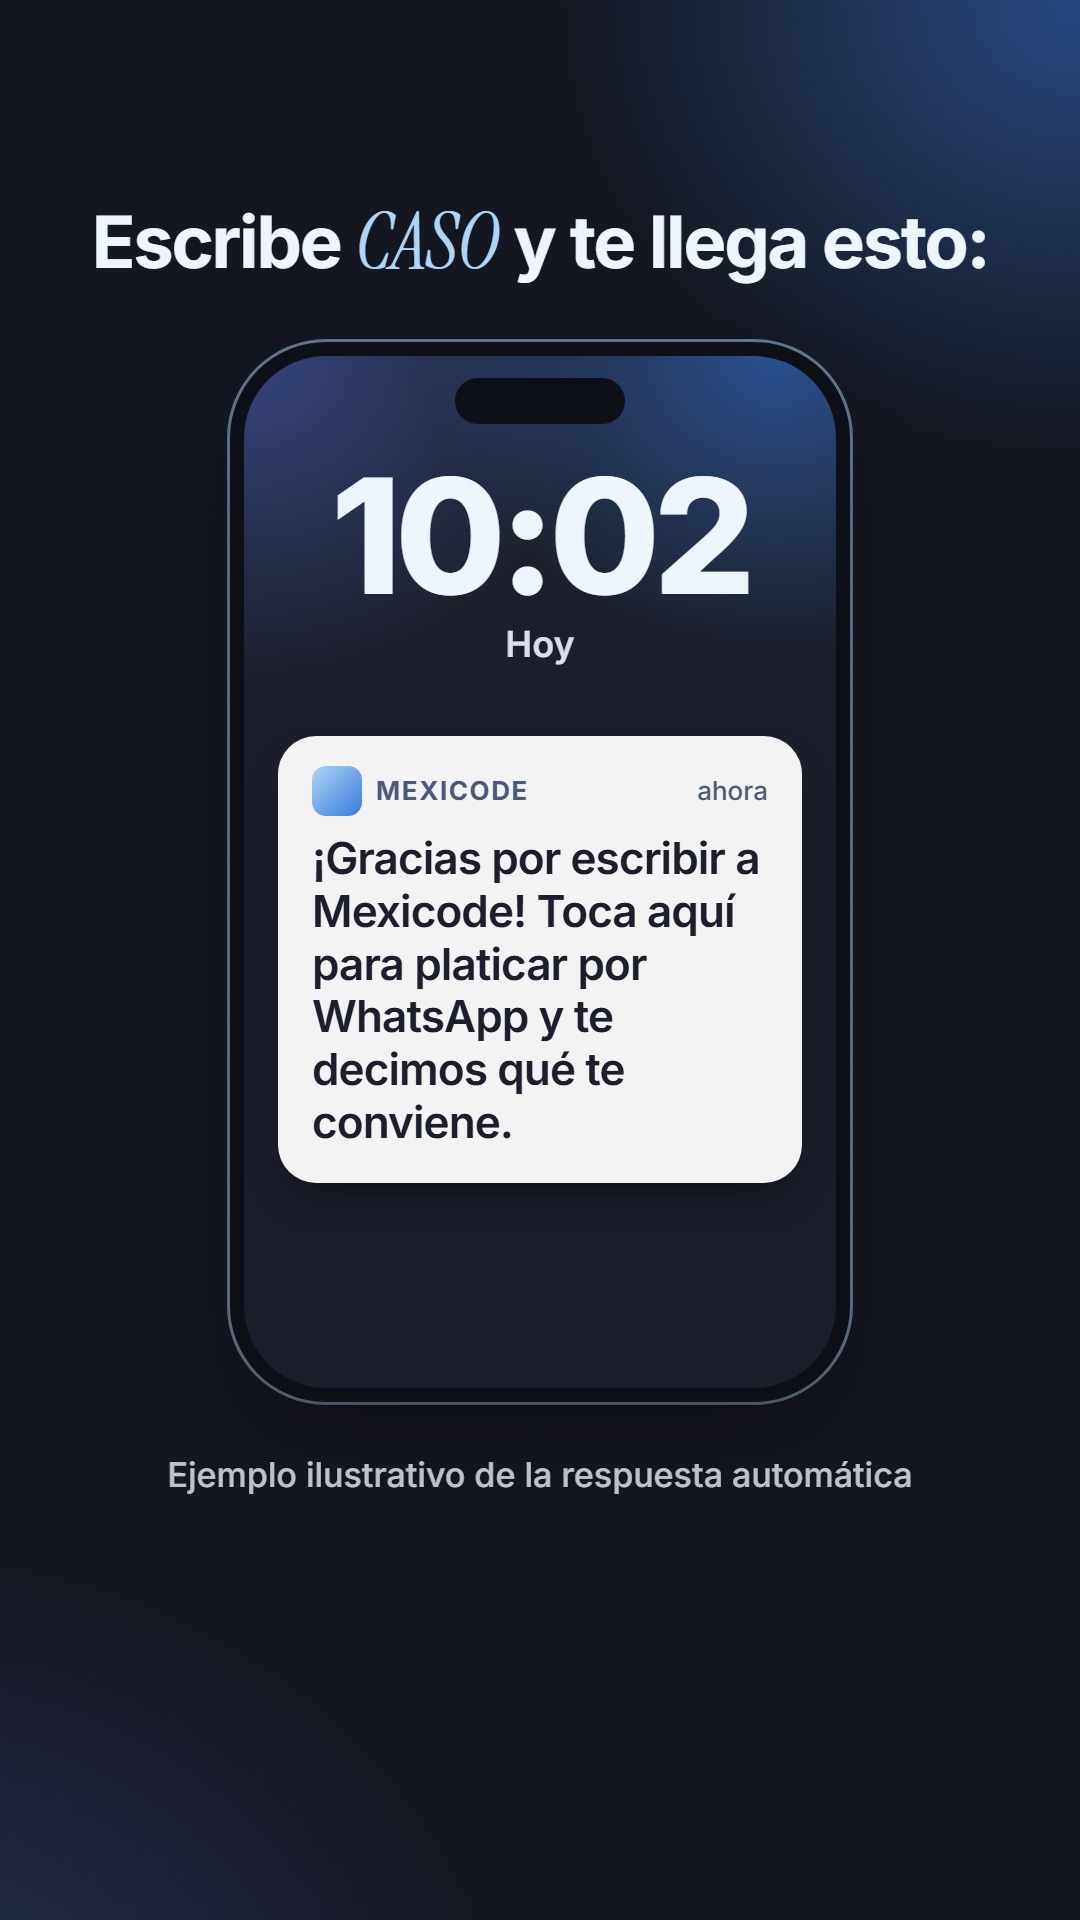 Escribe CASO y te llega esto:
10:02
Hoy
MEXICODE ahora
¡Gracias por escribir a
Mexicode! Toca aquí
para platicar por
WhatsApp y te
decimos qué te
conviene.
Ejemplo ilustrativo de la respuesta automática